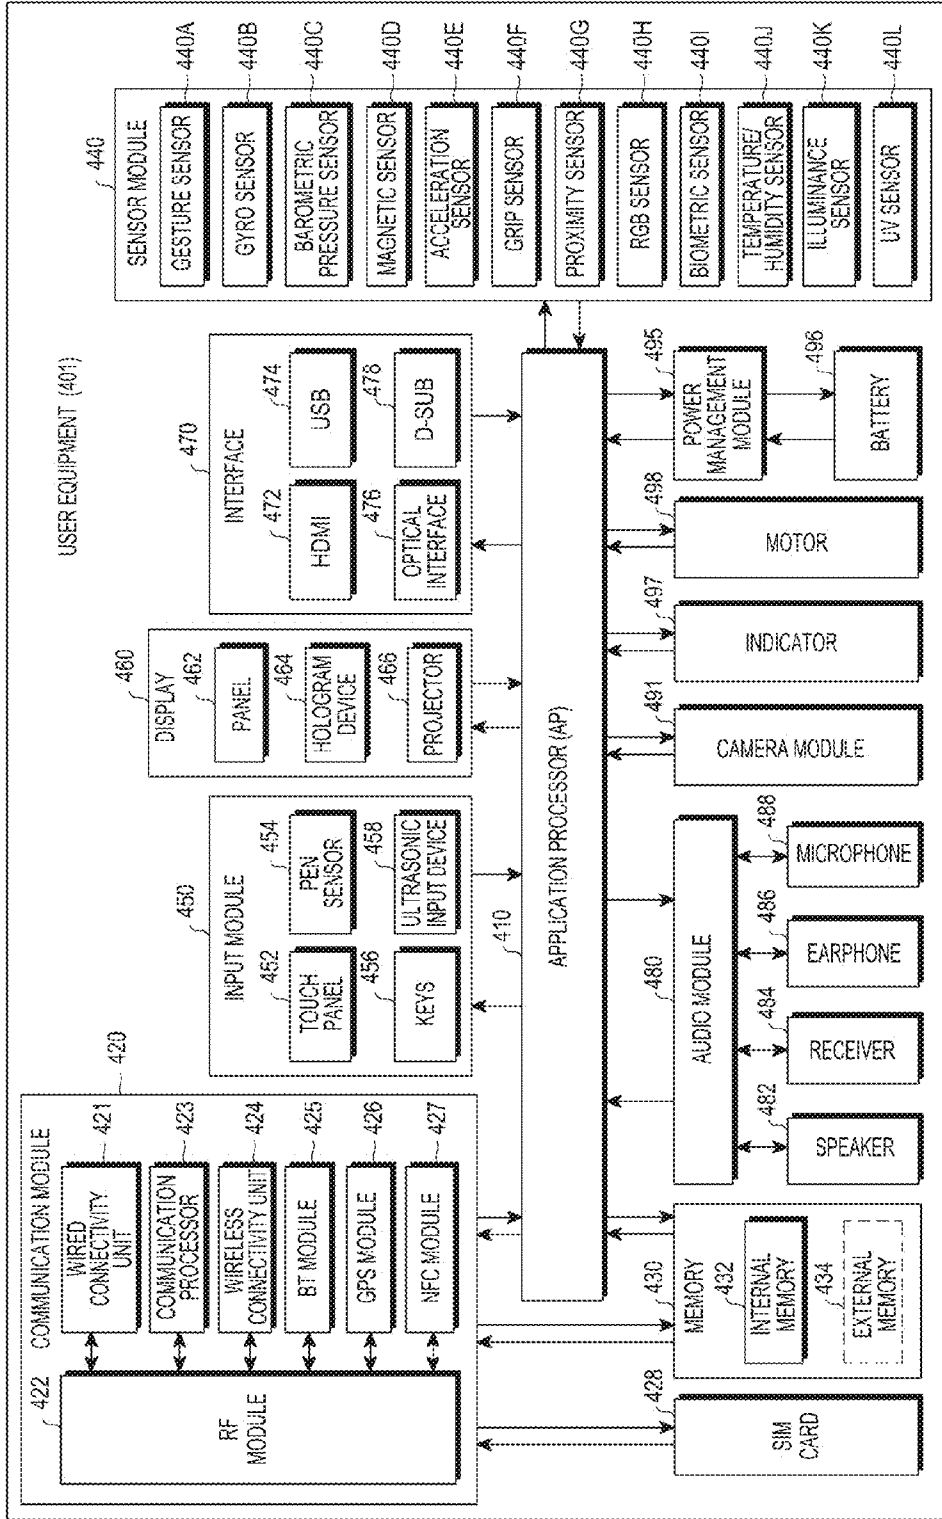 USER EQUIPMENT (401)
COMMUNICATION MODULE
420
422
RF
MODULE
WIRED
CONNECTIVITY
UNIT
421
COMMUNICATION
PROCESSOR
423
WIRELESS
CONNECTIVITY UNIT
424
BT MODULE
425
GPS MODULE
426
NFC MODULE
427
450
INPUT MODULE
452
TOUCH
PANEL
454
PEN
SENSOR
456
KEYS
458
ULTRASONIC
INPUT DEVICE
460
DISPLAY
462
PANEL
464
HOLOGRAM
DEVICE
466
PROJECTOR
470
INTERFACE
472
HDMI
474
USB
476
OPTICAL
INTERFACE
478
D-SUB
440
SENSOR MODULE
GESTURE SENSOR
440A
GYRO SENSOR
440B
BAROMETRIC
PRESSURE SENSOR
440C
MAGNETIC SENSOR
440D
ACCELERATION
SENSOR
440E
GRIP SENSOR
440F
PROXIMITY SENSOR
440G
RGB SENSOR
440H
BIOMETRIC SENSOR
440I
TEMPERATURE/
HUMIDITY SENSOR
440J
ILLUMINANCE
SENSOR
440K
UV SENSOR
440L
410
APPLICATION PROCESSOR (AP)
428
SIM
CARD
430
MEMORY
432
INTERNAL
MEMORY
434
EXTERNAL
MEMORY
480
AUDIO MODULE
482
SPEAKER
484
RECEIVER
486
EARPHONE
488
MICROPHONE
491
CAMERA MODULE
497
INDICATOR
498
MOTOR
495
POWER
MANAGEMENT
MODULE
496
BATTERY